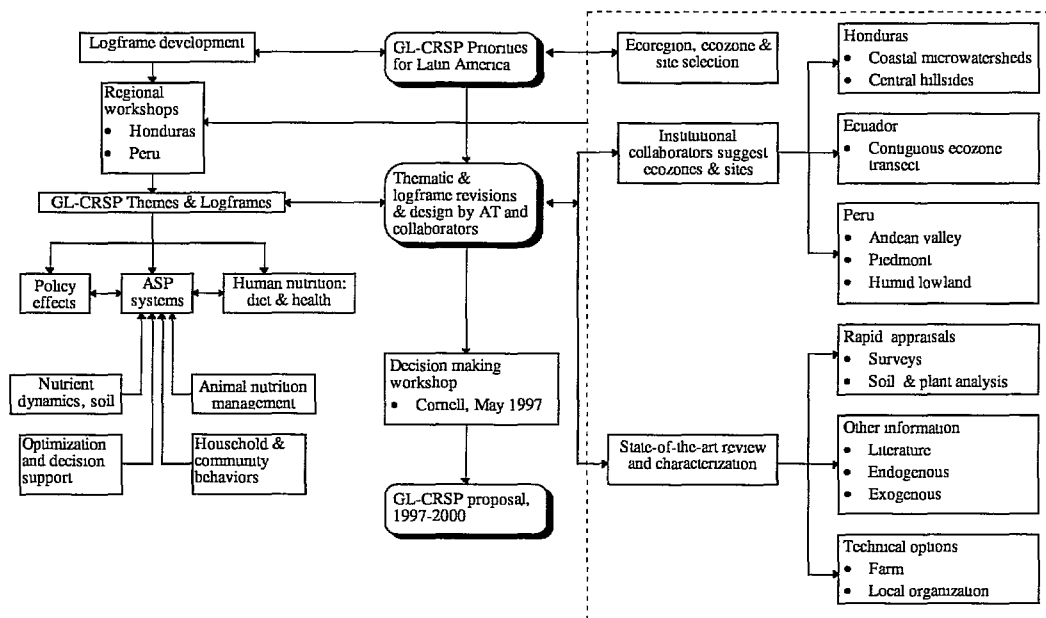 Logframe development
GL-CRSP Priorities
for Latin America
Ecoregion, ecozone &
site selection
Honduras
• Coastal microwatersheds
• Central hillsides
Regional
workshops
• Honduras
• Peru
Institutional
collaborators suggest
ecozones & sites
Ecuador
• Contiguous ecozone
transect
Thematic &
logframe revisions
& design by AT and
collaborators
GL-CRSP Themes & Logframes
Peru
• Andean valley
• Piedmont
• Humid lowland
Policy
effects
ASP
systems
Human nutrition:
diet & health
Rapid appraisals
• Surveys
• Soil & plant analysis
Decision making
workshop
• Cornell, May 1997
Nutrient
dynamics, soil
Animal nutrition
management
Optimization
and decision
support
Household &
community
behaviors
State-of-the-art review
and characterization
Other information
• Literature
• Endogenous
• Exogenous
GL-CRSP proposal,
1997-2000
Technical options
• Farm
• Local organization